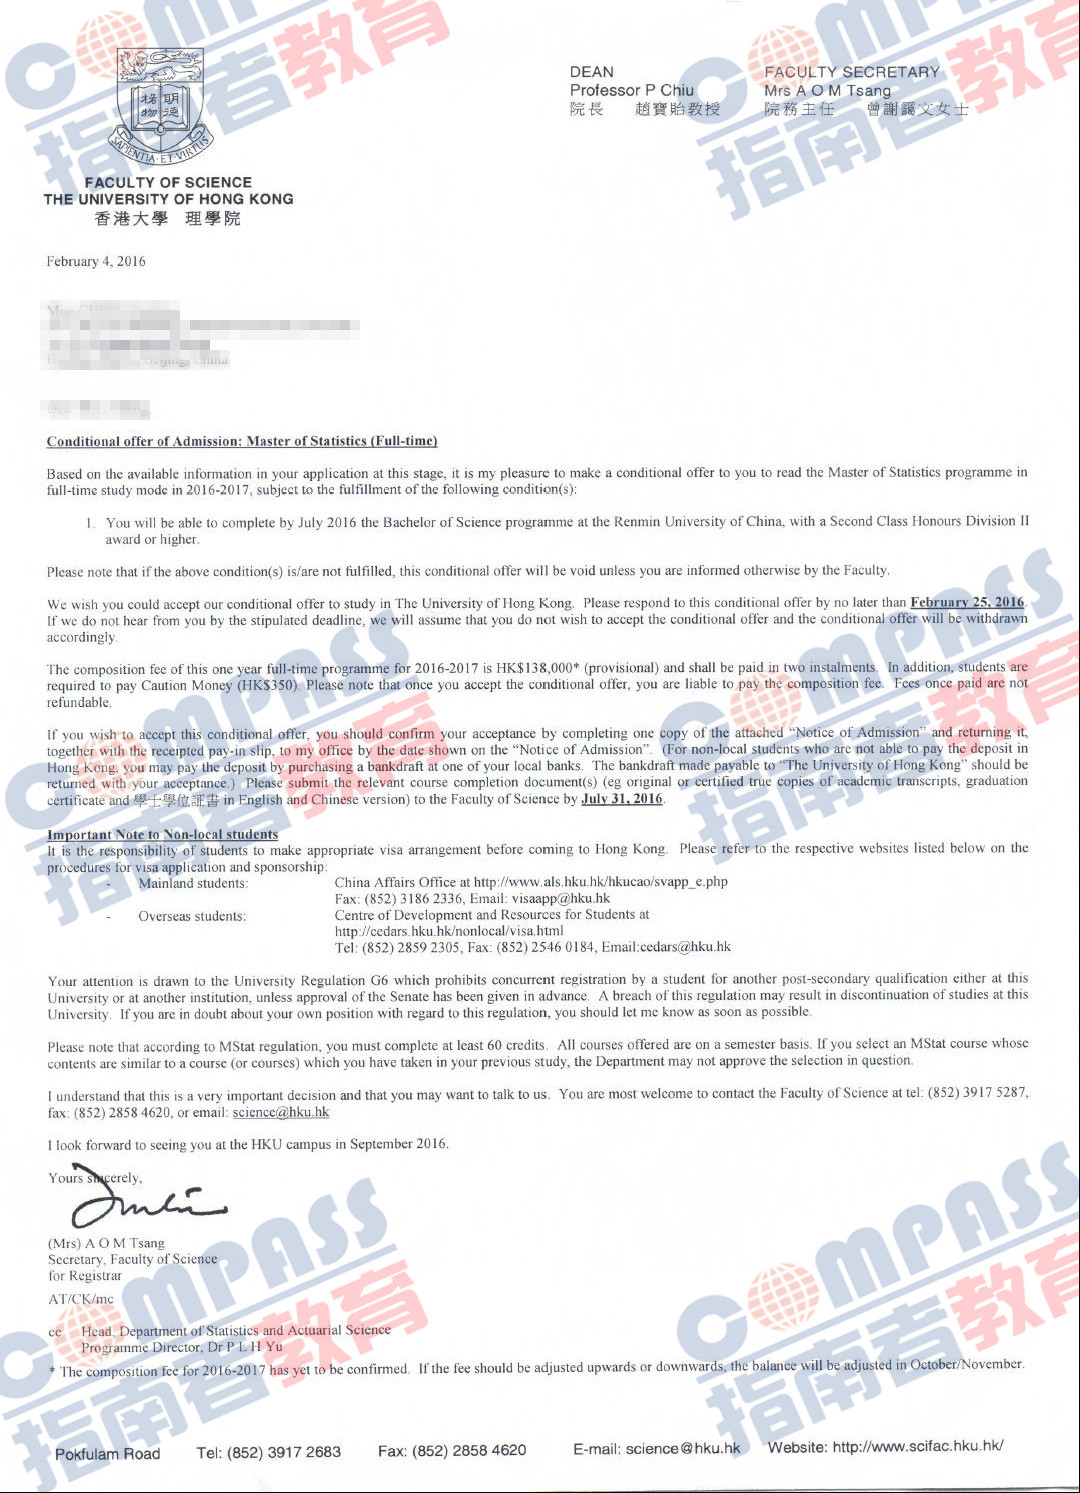 COMPASS
指南者教育
COMPASS
指南者教育
明德
格物
SAPIENTIA·ET·VIRTUS
DEAN
Professor P Chiu
院長 趙寶貽教授
FACULTY SECRETARY
Mrs A O M Tsang
院務主任 曾謝靄文女士
FACULTY OF SCIENCE
THE UNIVERSITY OF HONG KONG
香港大學 理學院
February 4, 2016
Miss
Beijing, China
Conditional offer of Admission: Master of Statistics (Full-time)
Based on the available information in your application at this stage, it is my pleasure to make a conditional offer to you to read the Master of Statistics programme in
full-time study mode in 2016-2017, subject to the fulfillment of the following condition(s):
1. You will be able to complete by July 2016 the Bachelor of Science programme at the Renmin University of China, with a Second Class Honours Division II
award or higher.
Please note that if the above condition(s) is/are not fulfilled, this conditional offer will be void unless you are informed otherwise by the Faculty.
We wish you could accept our conditional offer to study in The University of Hong Kong. Please respond to this conditional offer by no later than February 25, 2016.
If we do not hear from you by the stipulated deadline, we will assume that you do not wish to accept the conditional offer and the conditional offer will be withdrawn
accordingly.
The composition fee of this one year full-time programme for 2016-2017 is HK$138,000* (provisional) and shall be paid in two instalments. In addition, students are
required to pay Caution Money (HK$350). Please note that once you accept the conditional offer, you are liable to pay the composition fee. Fees once paid are not
refundable.
If you wish to accept this conditional offer, you should confirm your acceptance by completing one copy of the attached “Notice of Admission” and returning it,
together with the receipted pay-in slip, to my office by the date shown on the “Notice of Admission”. (For non-local students who are not able to pay the deposit in
Hong Kong, you may pay the deposit by purchasing a bankdraft at one of your local banks. The bankdraft made payable to “The University of Hong Kong” should be
returned with your acceptance.) Please submit the relevant course completion document(s) (eg original or certified true copies of academic transcripts, graduation
certificate and 學士學位証書 in English and Chinese version) to the Faculty of Science by July 31, 2016.
COMPASS
指南者教育
COMPASS
指南者教育
Important Note to Non-local students
It is the responsibility of students to make appropriate visa arrangement before coming to Hong Kong. Please refer to the respective websites listed below on the
procedures for visa application and sponsorship:
- Mainland students: China Affairs Office at http://www.als.hku.hk/hkucao/svapp_e.php
Fax: (852) 3186 2336, Email: visaapp@hku.hk
- Overseas students: Centre of Development and Resources for Students at
http://cedars.hku.hk/nonlocal/visa.html
Tel: (852) 2859 2305, Fax: (852) 2546 0184, Email:cedars@hku.hk
Your attention is drawn to the University Regulation G6 which prohibits concurrent registration by a student for another post-secondary qualification either at this
University or at another institution, unless approval of the Senate has been given in advance. A breach of this regulation may result in discontinuation of studies at this
University. If you are in doubt about your own position with regard to this regulation, you should let me know as soon as possible.
Please note that according to MStat regulation, you must complete at least 60 credits. All courses offered are on a semester basis. If you select an MStat course whose
contents are similar to a course (or courses) which you have taken in your previous study, the Department may not approve the selection in question.
I understand that this is a very important decision and that you may want to talk to us. You are most welcome to contact the Faculty of Science at tel: (852) 3917 5287,
fax: (852) 2858 4620, or email: science@hku.hk
I look forward to seeing you at the HKU campus in September 2016.
Yours sincerely,
(Mrs) A O M Tsang
Secretary, Faculty of Science
for Registrar
AT/CK/mc
cc Head, Department of Statistics and Actuarial Science
Programme Director, Dr P L H Yu
* The composition fee for 2016-2017 has yet to be confirmed. If the fee should be adjusted upwards or downwards, the balance will be adjusted in October/November.
COMPASS
指南者教育
COMPASS
指南者教育
Pokfulam Road Tel: (852) 3917 2683 Fax: (852) 2858 4620 E-mail: science@hku.hk Website: http://www.scifac.hku.hk/